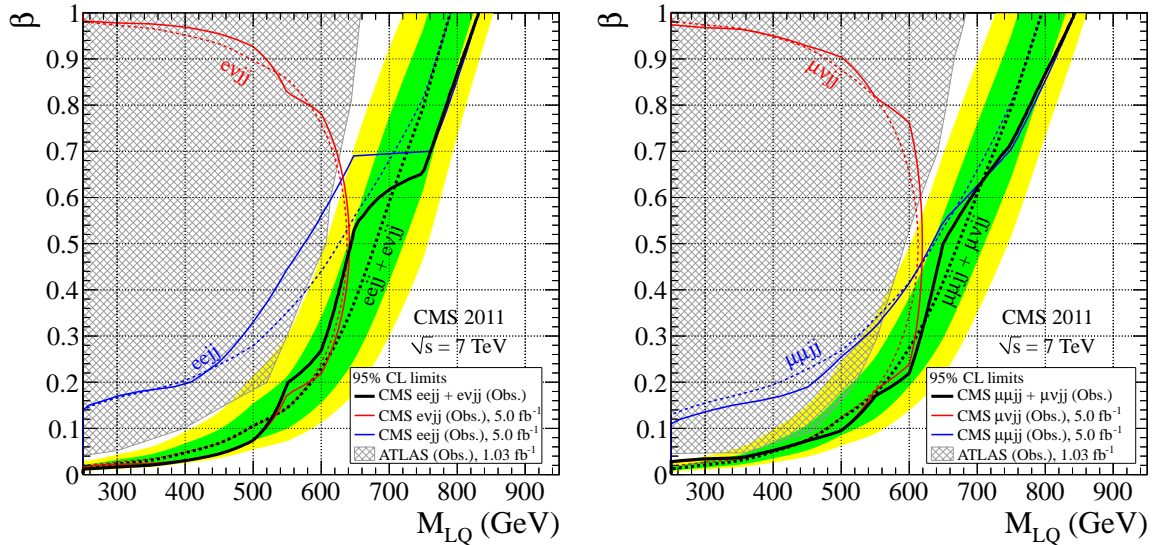 β
1
0.9
0.8
0.7
0.6
0.5
0.4
0.3
0.2
0.1
0
300 400 500 600 700 800 900
M_LQ (GeV)
eνjj
eejj
eejj + eνjj
CMS 2011
√s = 7 TeV
95% CL limits
CMS eejj + eνjj (Obs.)
CMS eνjj (Obs.), 5.0 fb⁻¹
CMS eejj (Obs.), 5.0 fb⁻¹
ATLAS (Obs.), 1.03 fb⁻¹
β
1
0.9
0.8
0.7
0.6
0.5
0.4
0.3
0.2
0.1
0
300 400 500 600 700 800 900
M_LQ (GeV)
μνjj
μμjj
μμjj + μνjj
CMS 2011
√s = 7 TeV
95% CL limits
CMS μμjj + μνjj (Obs.)
CMS μνjj (Obs.), 5.0 fb⁻¹
CMS μμjj (Obs.), 5.0 fb⁻¹
ATLAS (Obs.), 1.03 fb⁻¹